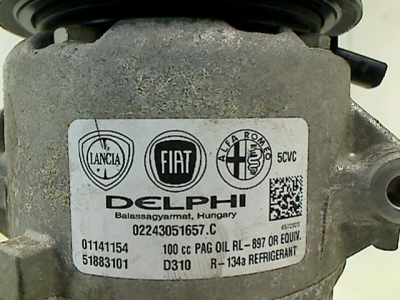 LANCIA
FIAT
ALFA ROMEO
5CVC
DELPHI
Balassagyarmat, Hungary
02243051657.C
01141154 100 cc PAG OIL RL-897 OR EQUIV.
51883101 D310 R-134a REFRIGERANT